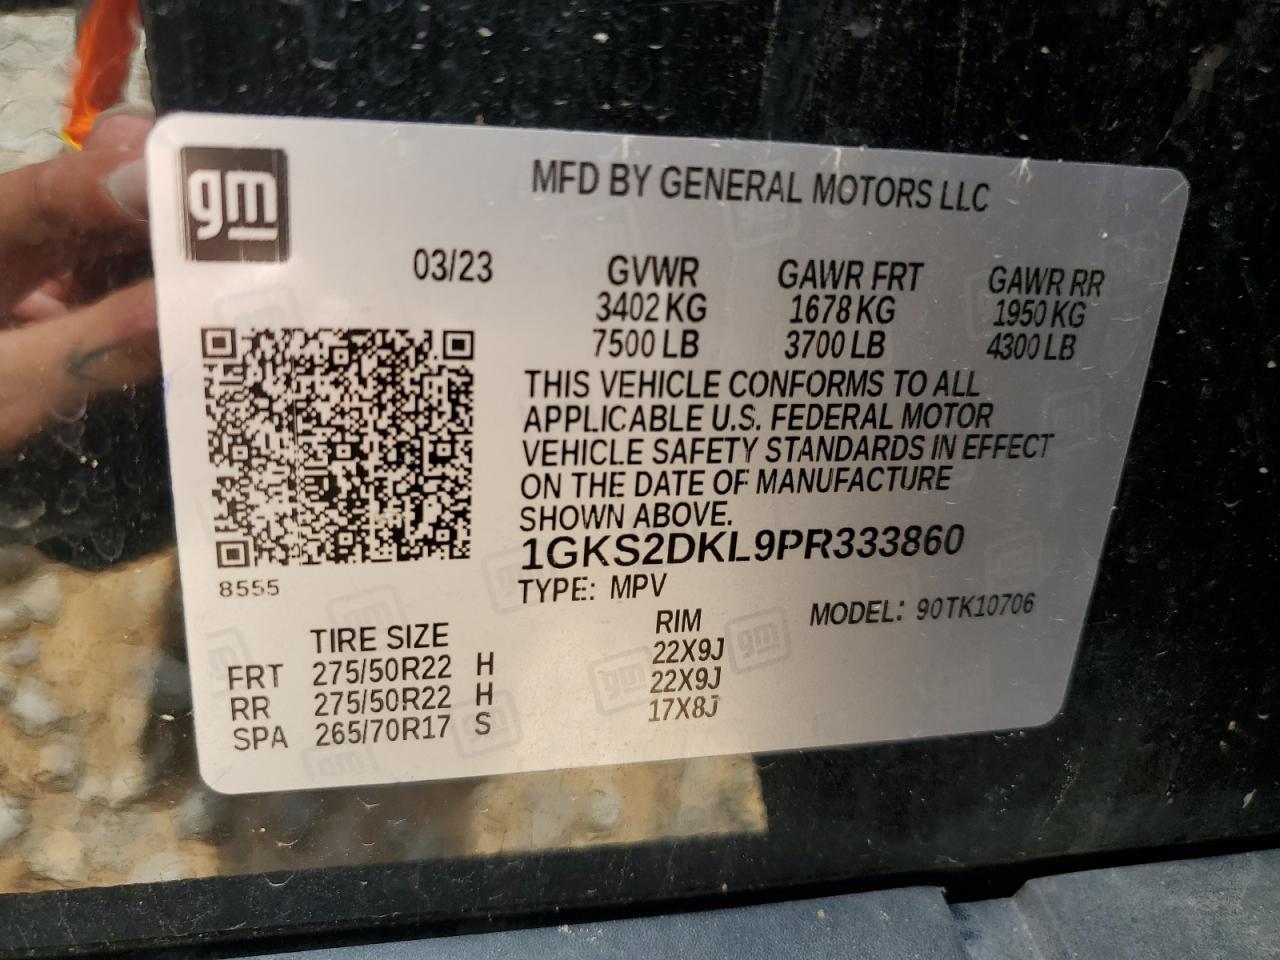 gm
MFD BY GENERAL MOTORS LLC
03/23 GVWR GAWR FRT GAWR RR
3402 KG 1678 KG 1950 KG
7500 LB 3700 LB 4300 LB
THIS VEHICLE CONFORMS TO ALL
APPLICABLE U.S. FEDERAL MOTOR
VEHICLE SAFETY STANDARDS IN EFFECT
ON THE DATE OF MANUFACTURE
SHOWN ABOVE.
1GKS2DKL9PR333860
8555
TYPE: MPV MODEL: 90TK10706
TIRE SIZE RIM
FRT 275/50R22 H 22X9J
RR 275/50R22 H 22X9J
SPA 265/70R17 S 17X8J